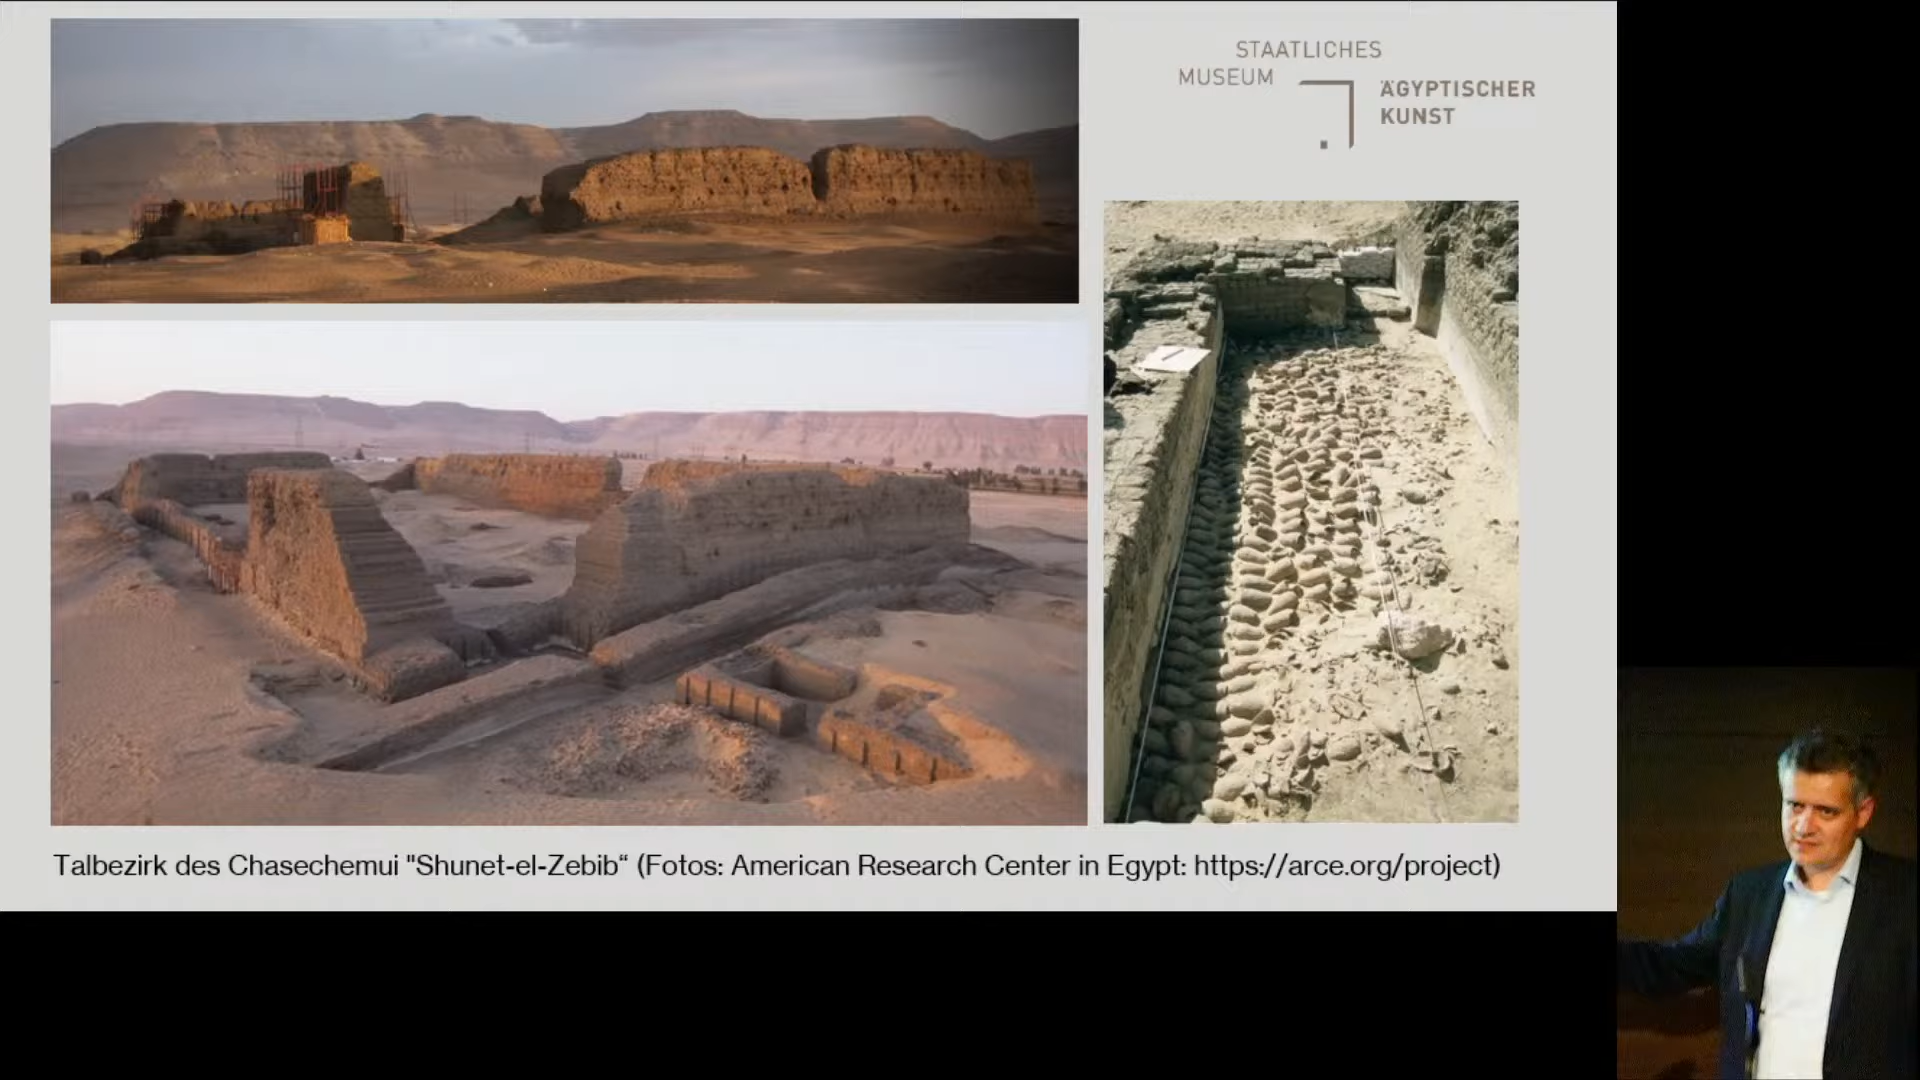 STAATLICHES
MUSEUM
ÄGYPTISCHER
KUNST
Talbezirk des Chasechemui "Shunet-el-Zebib“ (Fotos: American Research Center in Egypt: https://arce.org/project)